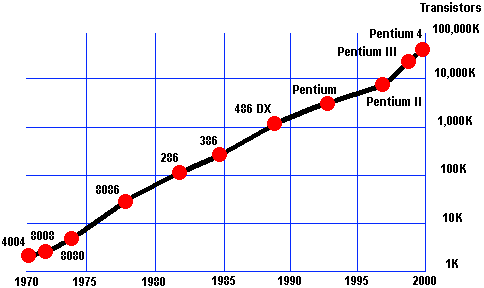 Transistors
Pentium 4
100,000K
Pentium III
10,000K
Pentium
Pentium II
486 DX
1,000K
386
286
100K
8086
10K
4004
8008
8080
1K
1970
1975
1980
1985
1990
1995
2000